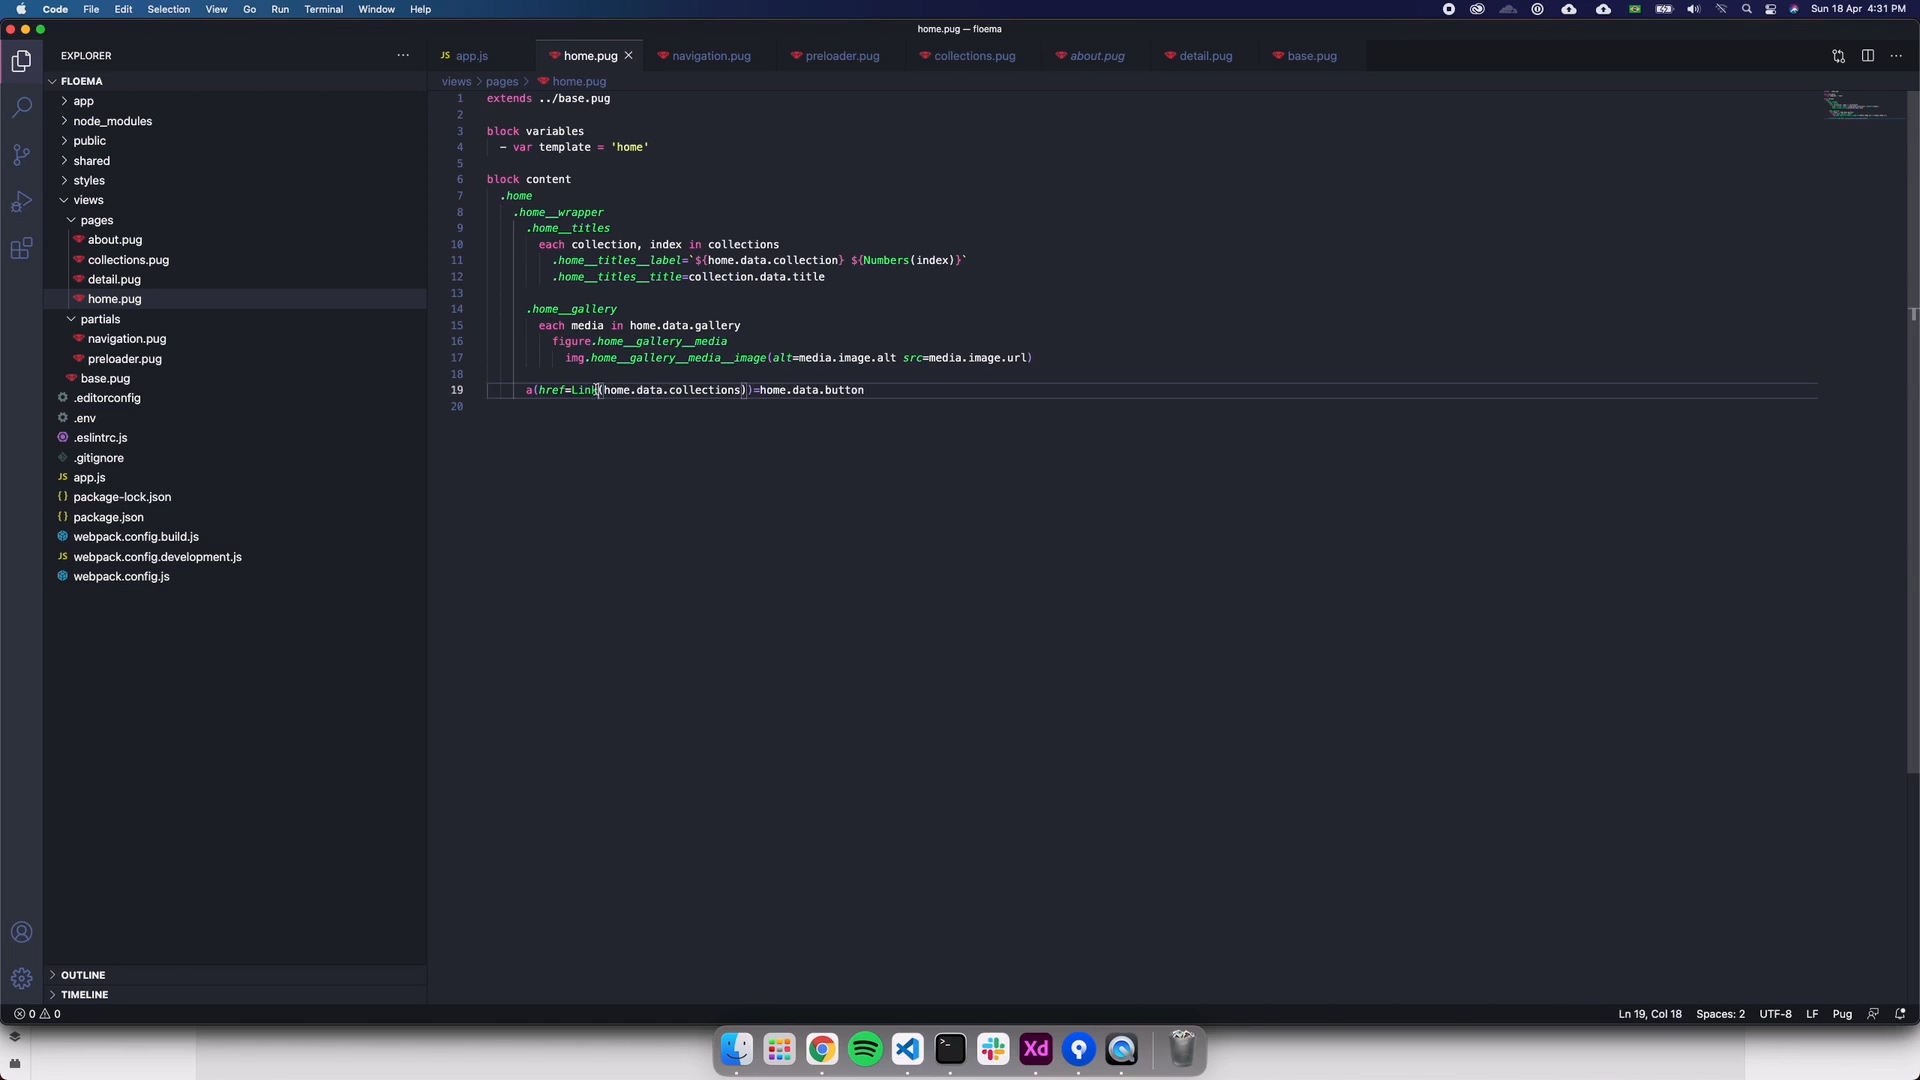 Code File Edit Selection View Go Run Terminal Window Help Sun 18 Apr 4:31 PM
home.pug — floema
EXPLORER
FLOEMA
app
node_modules
public
shared
styles
views
pages
about.pug
collections.pug
detail.pug
home.pug
partials
navigation.pug
preloader.pug
base.pug
.editorconfig
.env
.eslintrc.js
.gitignore
JS app.js
{} package-lock.json
{} package.json
webpack.config.build.js
JS webpack.config.development.js
webpack.config.js
OUTLINE
TIMELINE
JS app.js home.pug navigation.pug preloader.pug collections.pug about.pug detail.pug base.pug
views > pages > home.pug
1 extends ../base.pug
2
3 block variables
4 - var template = 'home'
5
6 block content
7 .home
8 .home__wrapper
9 .home__titles
10 each collection, index in collections
11 .home__titles__label=`${home.data.collection} ${Numbers(index)}`
12 .home__titles__title=collection.data.title
13
14 .home__gallery
15 each media in home.data.gallery
16 figure.home__gallery__media
17 img.home__gallery__media__image(alt=media.image.alt src=media.image.url)
18
19 a(href=Link(home.data.collections))=home.data.button
20
0 0 Ln 19, Col 18 Spaces: 2 UTF-8 LF Pug
Xd